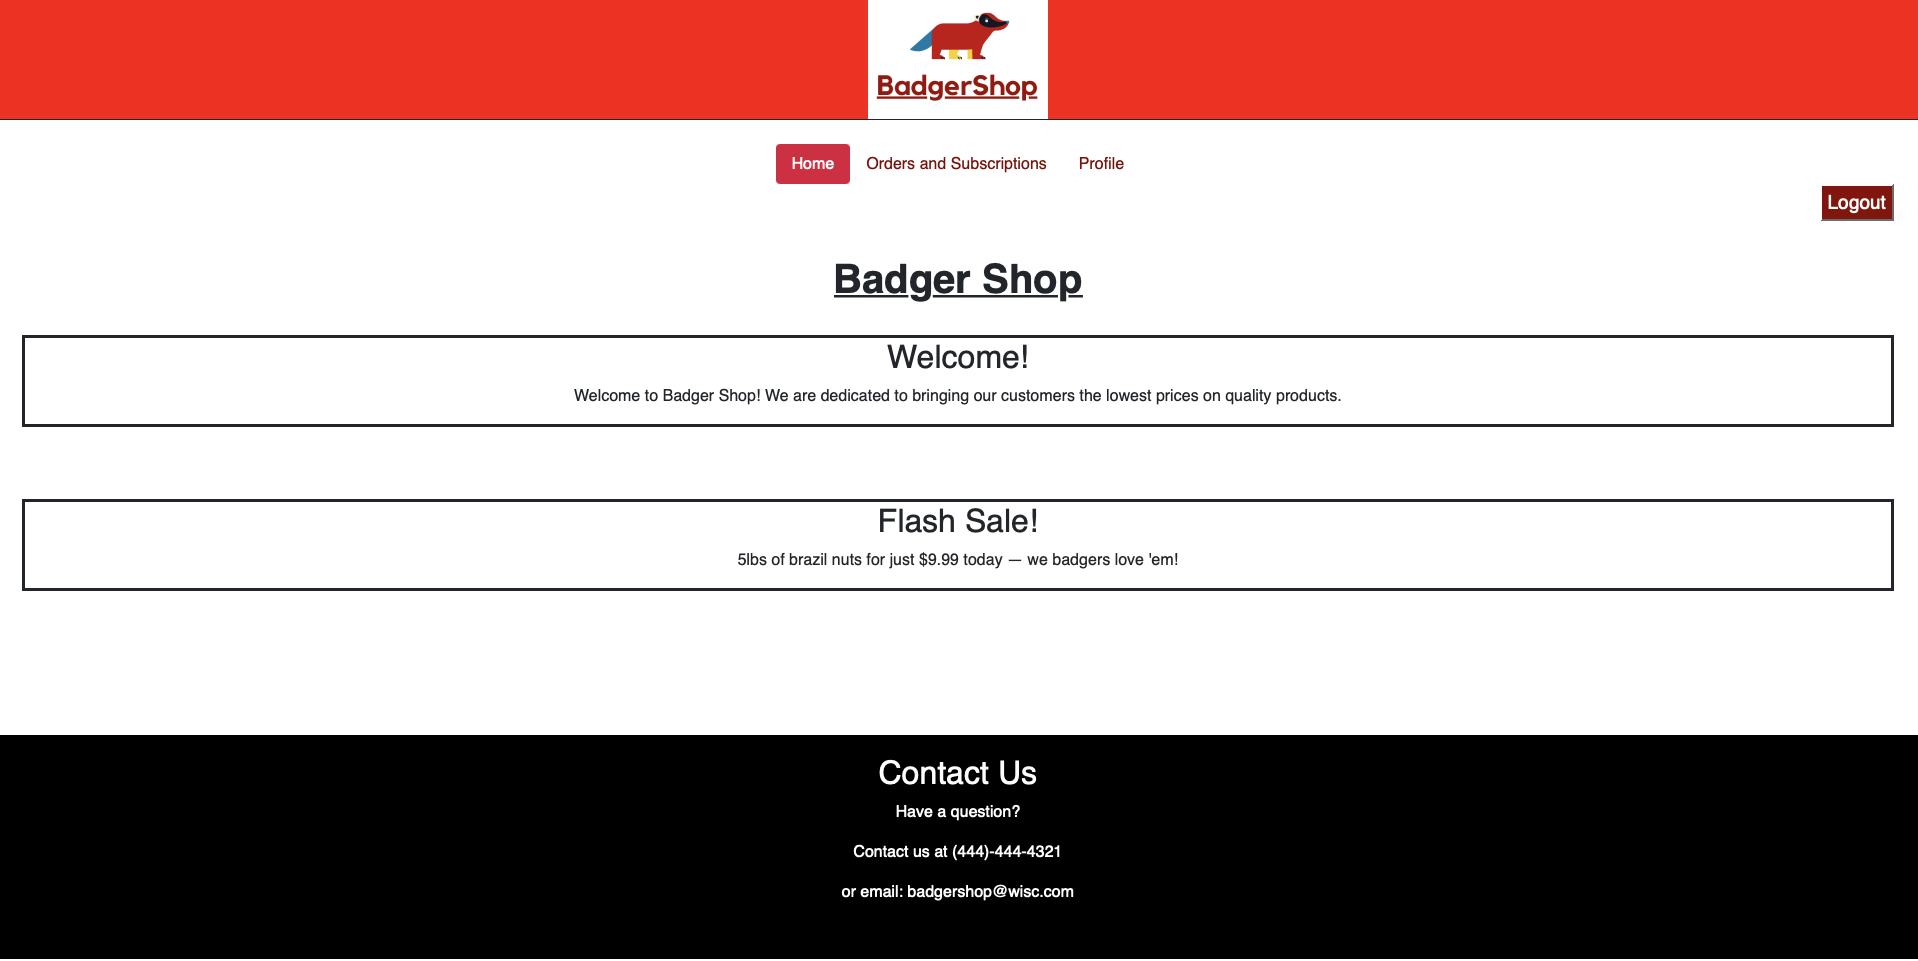 BadgerShop
Home Orders and Subscriptions Profile
Logout
Badger Shop
Welcome!
Welcome to Badger Shop! We are dedicated to bringing our customers the lowest prices on quality products.
Flash Sale!
5lbs of brazil nuts for just $9.99 today — we badgers love 'em!
Contact Us
Have a question?
Contact us at (444)-444-4321
or email: badgershop@wisc.com